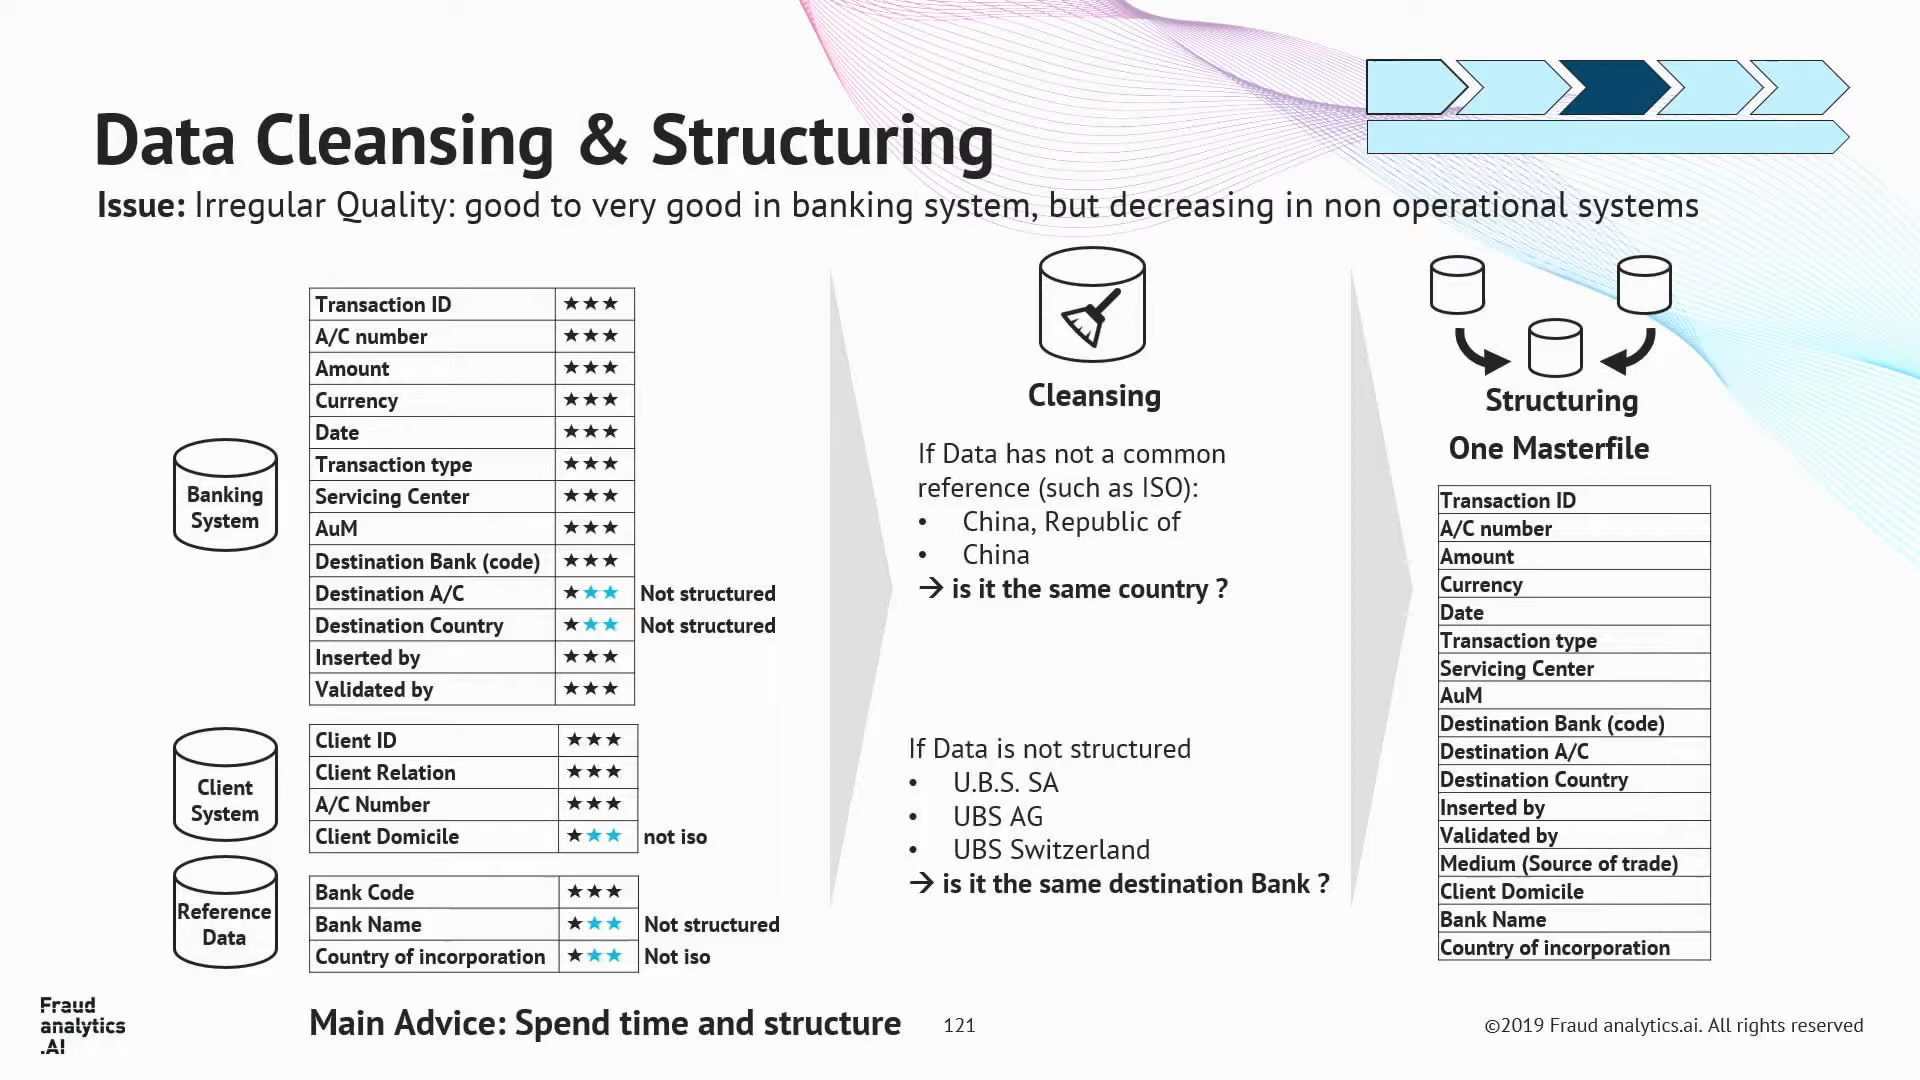 Data Cleansing & Structuring
Issue: Irregular Quality: good to very good in banking system, but decreasing in non operational systems
Banking
System
Transaction ID ★★★
A/C number ★★★
Amount ★★★
Currency ★★★
Date ★★★
Transaction type ★★★
Servicing Center ★★★
AuM ★★★
Destination Bank (code) ★★★
Destination A/C ★★★ Not structured
Destination Country ★★★ Not structured
Inserted by ★★★
Validated by ★★★
Client
System
Client ID ★★★
Client Relation ★★★
A/C Number ★★★
Client Domicile ★★★ not iso
Reference
Data
Bank Code ★★★
Bank Name ★★★ Not structured
Country of incorporation ★★★ Not iso
Cleansing
If Data has not a common
reference (such as ISO):
• China, Republic of
• China
→ is it the same country ?
If Data is not structured
• U.B.S. SA
• UBS AG
• UBS Switzerland
→ is it the same destination Bank ?
Structuring
One Masterfile
Transaction ID
A/C number
Amount
Currency
Date
Transaction type
Servicing Center
AuM
Destination Bank (code)
Destination A/C
Destination Country
Inserted by
Validated by
Medium (Source of trade)
Client Domicile
Bank Name
Country of incorporation
Fraud
analytics
.AI
Main Advice: Spend time and structure
121
©2019 Fraud analytics.ai. All rights reserved